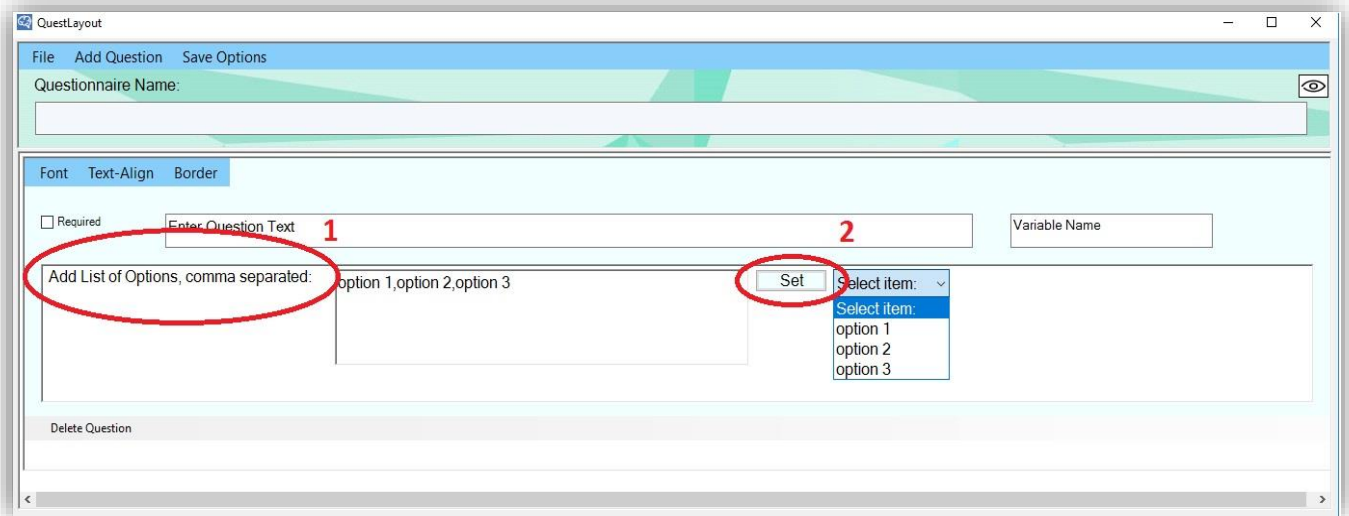 QuestLayout
File Add Question Save Options
Questionnaire Name:
Font Text-Align Border
Required
Enter Question Text
1
2
Variable Name
Add List of Options, comma separated:
option 1,option 2,option 3
Set
Select item:
Select item:
option 1
option 2
option 3
Delete Question